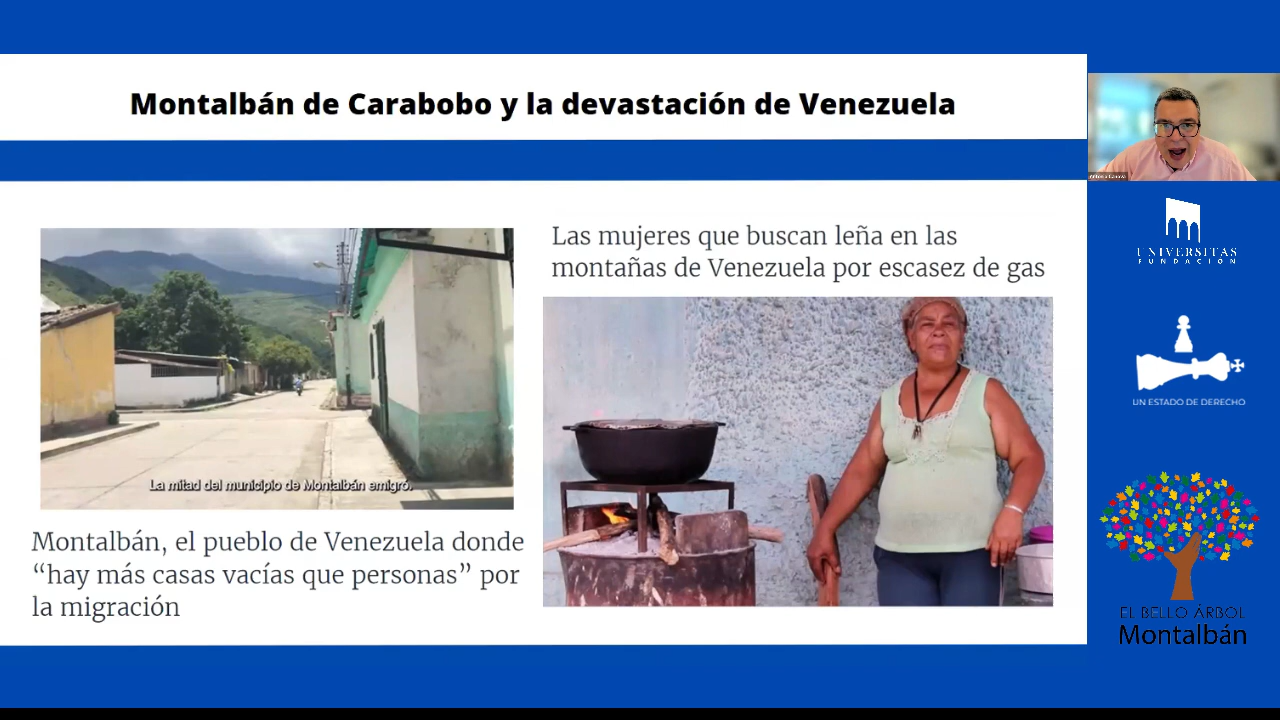 Montalbán de Carabobo y la devastación de Venezuela
La mitad del municipio de Montalbán emigró.
Montalbán, el pueblo de Venezuela donde
“hay más casas vacías que personas” por
la migración
Las mujeres que buscan leña en las
montañas de Venezuela por escasez de gas
Antonio Canova
UNIVERSITAS
FUNDACIÓN
UN ESTADO DE DERECHO
EL BELLO ÁRBOL
Montalbán